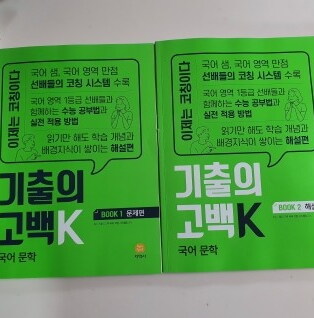 이제는 코칭이다
국어 쌤, 국어 영역 만점
선배들의 코칭 시스템 수록
국어 영역 1등급 선배들과
함께하는 수능 공부법과
실전 적용 방법
읽기만 해도 학습 개념과
배경지식이 쌓이는 해설편
기출의
고백K
BOOK 1 문제편
국어 문학
이제는 코칭이다
국어 쌤, 국어 영역 만점
선배들의 코칭 시스템 수록
국어 영역 1등급 선배들과
함께하는 수능 공부법과
실전 적용 방법
읽기만 해도 학습 개념과
배경지식이 쌓이는 해설편
기출의
고백K
BOOK 2 해설
국어 문학